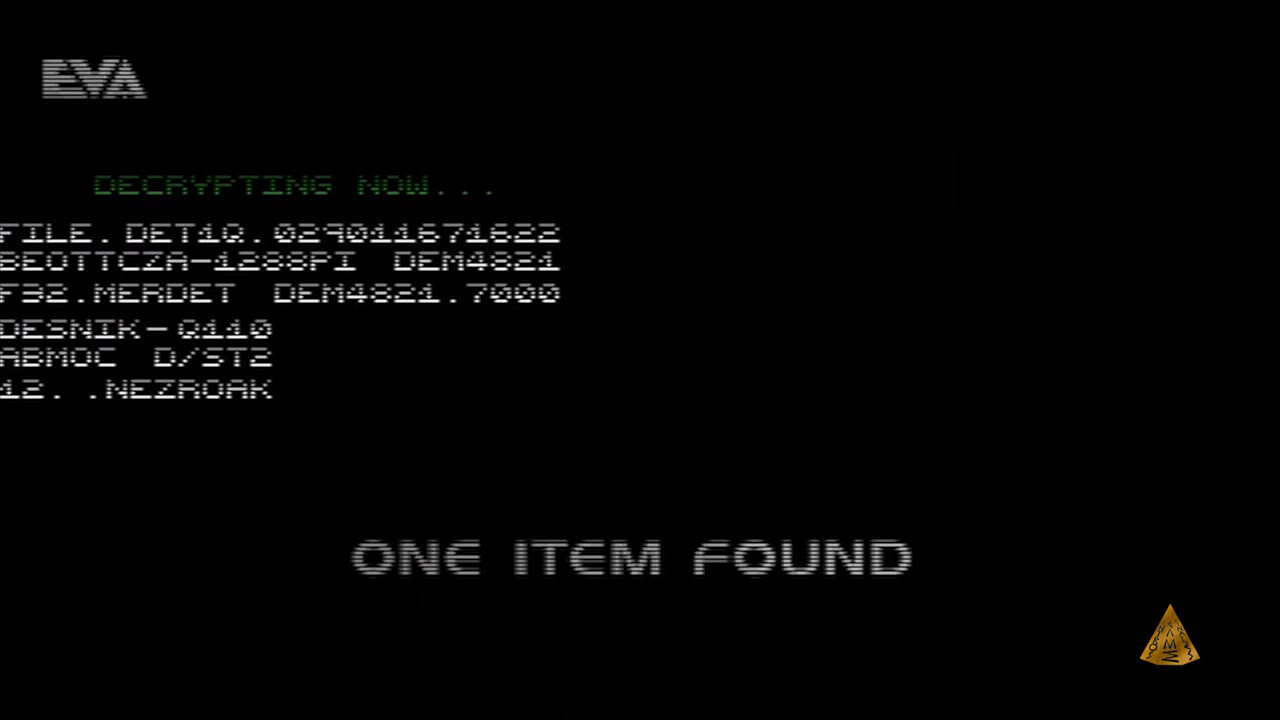 EVA
DECRYPTING NOW...
FILE.DET1Q.029011671622
BEOTTCZA-1288PI DEM4821
F32.MERDET DEM4821.7000
DESNIK-Q110
ABMOC D/ST2
12. .NEZROAK
ONE ITEM FOUND